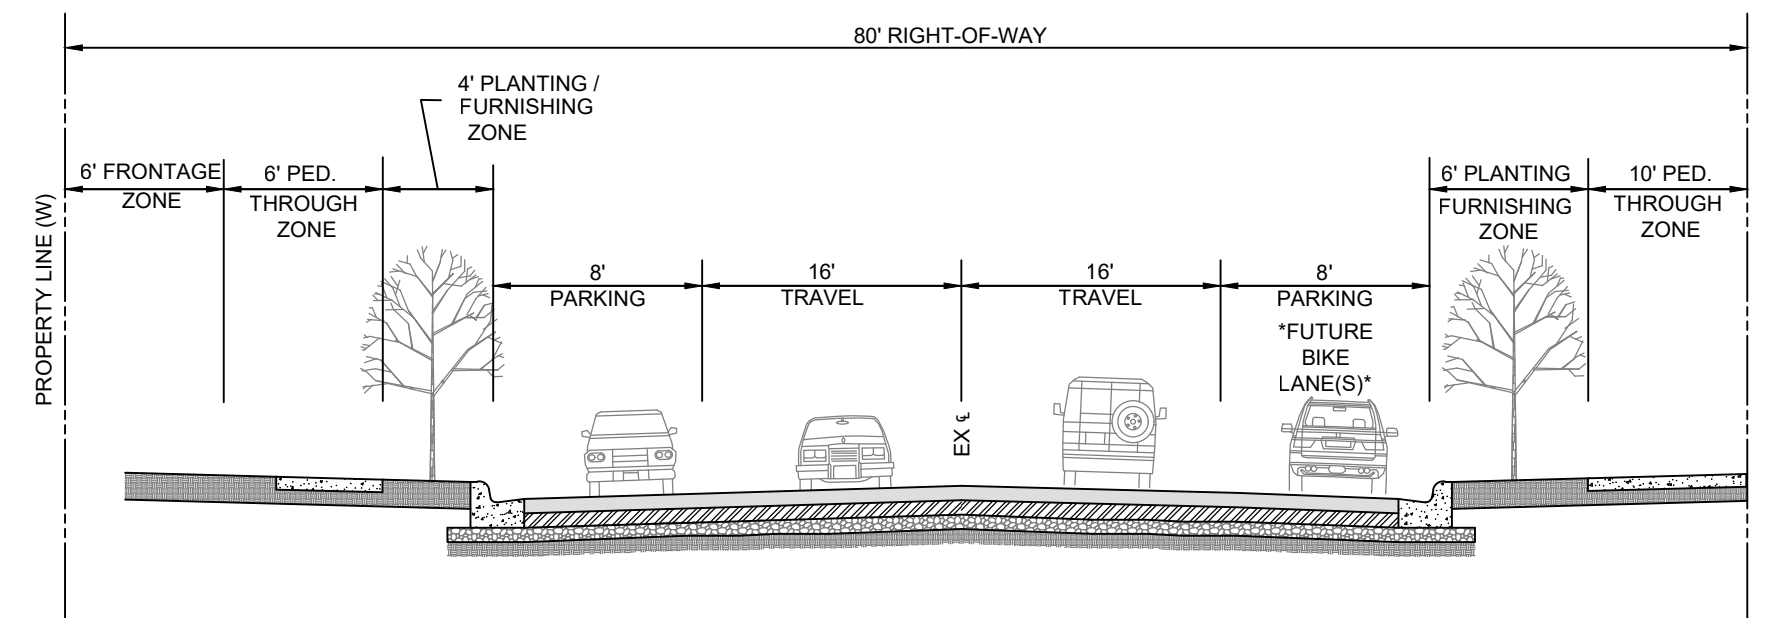 80' RIGHT-OF-WAY
4' PLANTING /
FURNISHING
ZONE
6' FRONTAGE
ZONE
6' PED.
THROUGH
ZONE
6' PLANTING
FURNISHING
ZONE
10' PED.
THROUGH
ZONE
PROPERTY LINE (W)
8'
PARKING
16'
TRAVEL
16'
TRAVEL
8'
PARKING
*FUTURE
BIKE
LANE(S)*
EX ℄